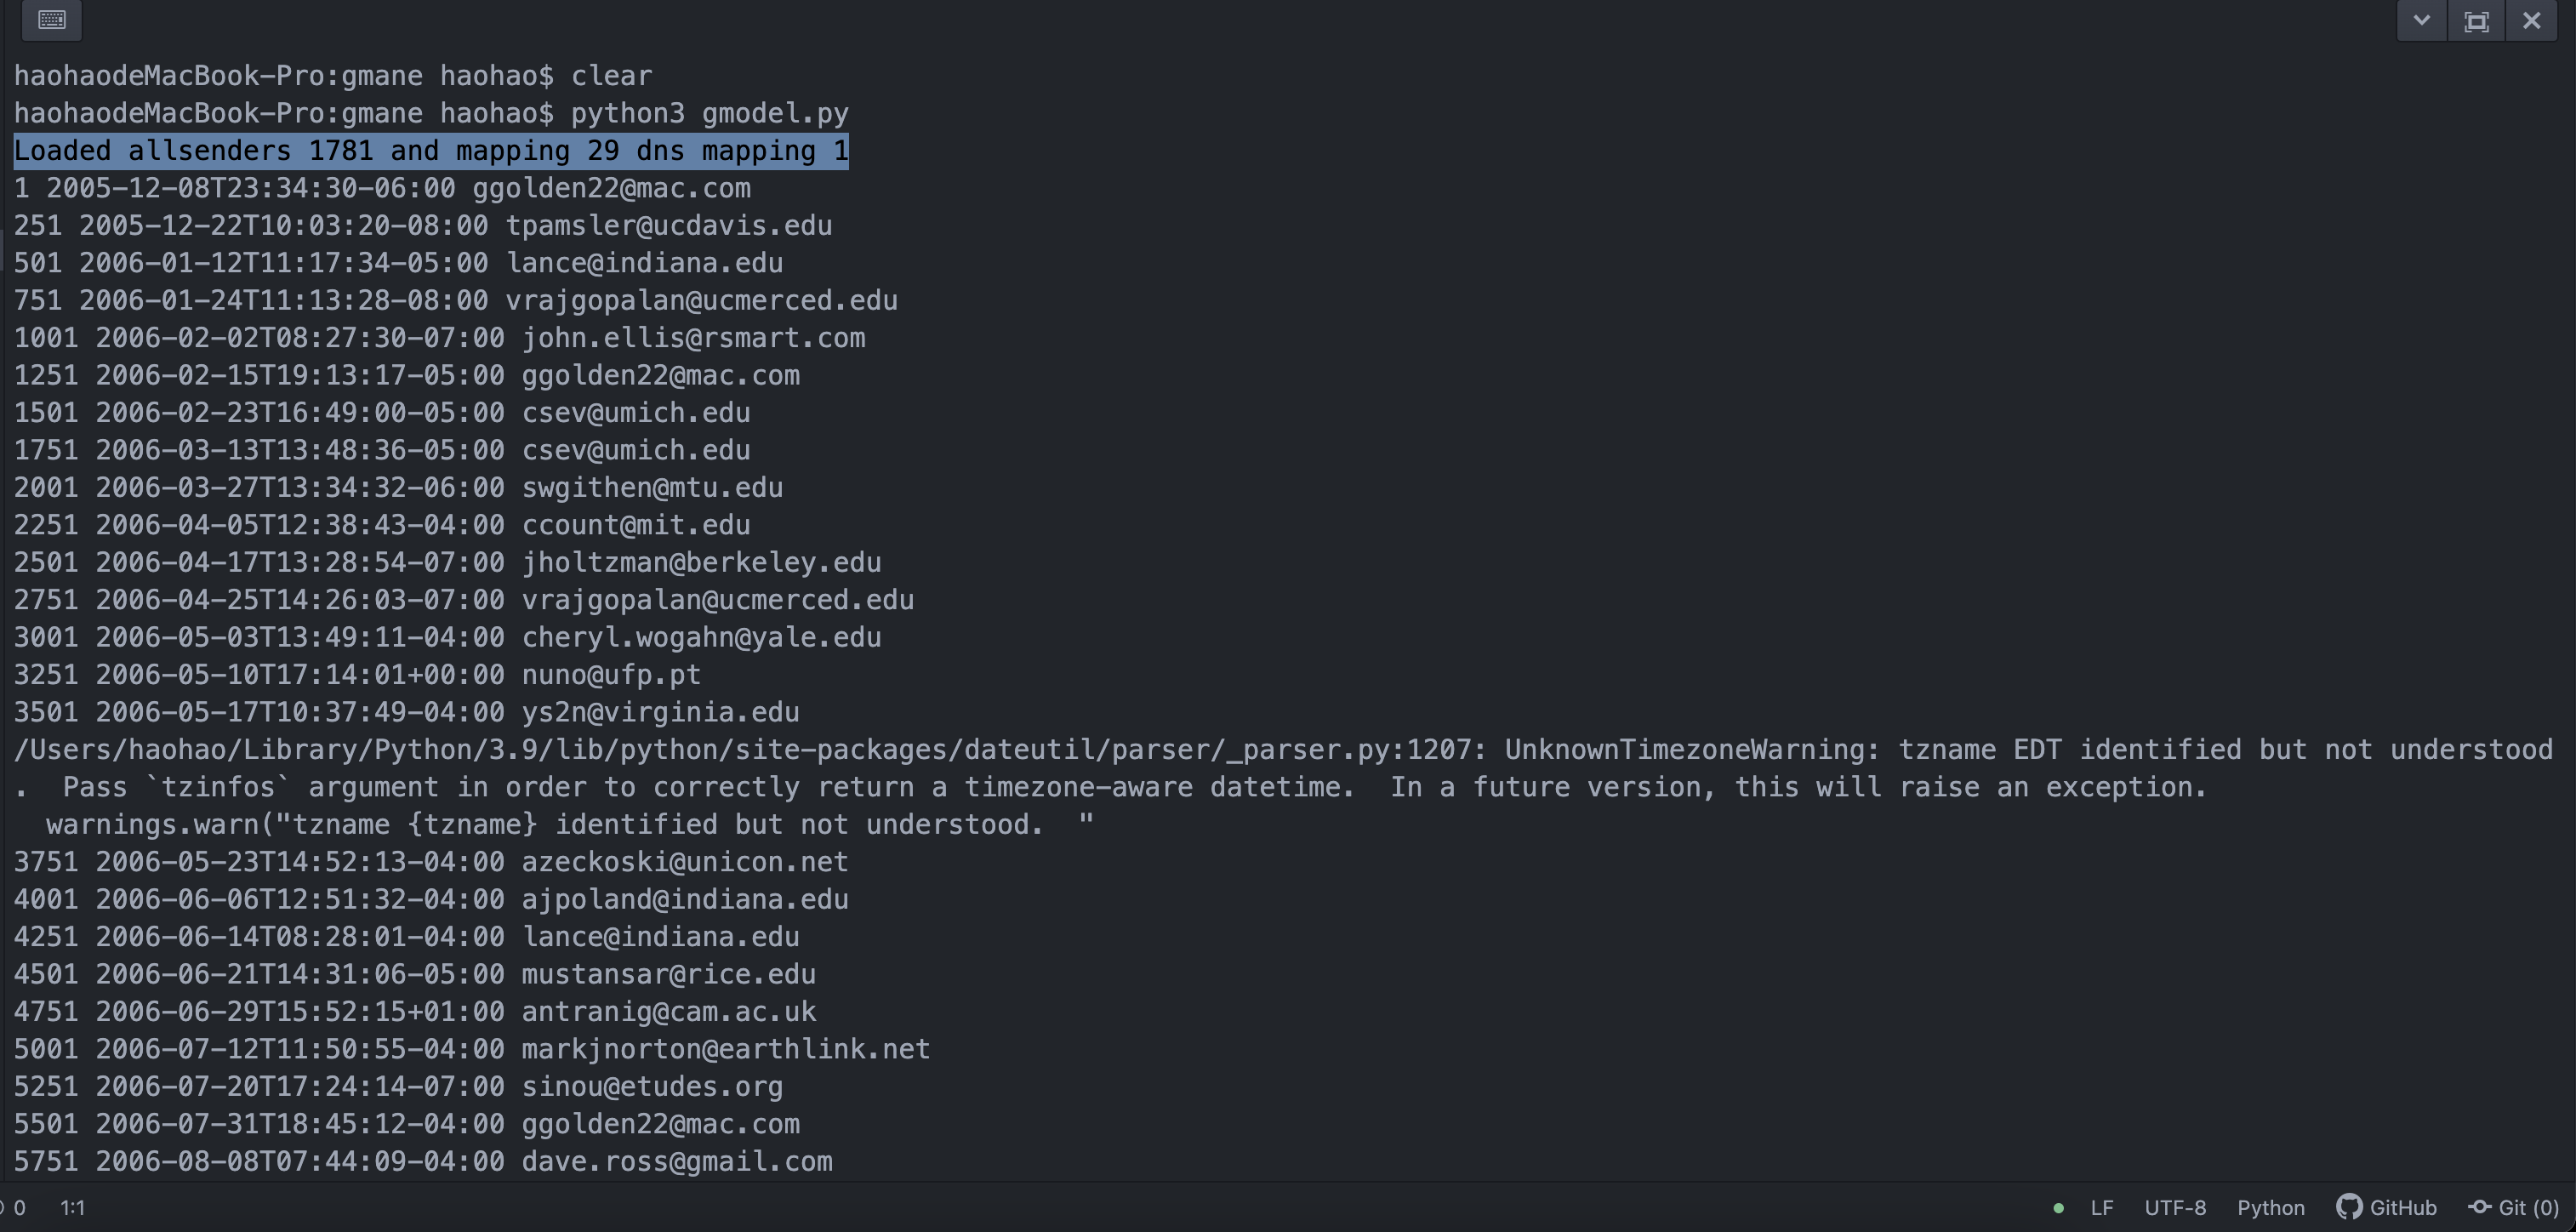 haohaodeMacBook-Pro:gmane haohao$ clear
haohaodeMacBook-Pro:gmane haohao$ python3 gmodel.py
Loaded allsenders 1781 and mapping 29 dns mapping 1
1 2005-12-08T23:34:30-06:00 ggolden22@mac.com
251 2005-12-22T10:03:20-08:00 tpamsler@ucdavis.edu
501 2006-01-12T11:17:34-05:00 lance@indiana.edu
751 2006-01-24T11:13:28-08:00 vrajgopalan@ucmerced.edu
1001 2006-02-02T08:27:30-07:00 john.ellis@rsmart.com
1251 2006-02-15T19:13:17-05:00 ggolden22@mac.com
1501 2006-02-23T16:49:00-05:00 csev@umich.edu
1751 2006-03-13T13:48:36-05:00 csev@umich.edu
2001 2006-03-27T13:34:32-06:00 swgithen@mtu.edu
2251 2006-04-05T12:38:43-04:00 ccount@mit.edu
2501 2006-04-17T13:28:54-07:00 jholtzman@berkeley.edu
2751 2006-04-25T14:26:03-07:00 vrajgopalan@ucmerced.edu
3001 2006-05-03T13:49:11-04:00 cheryl.wogahn@yale.edu
3251 2006-05-10T17:14:01+00:00 nuno@ufp.pt
3501 2006-05-17T10:37:49-04:00 ys2n@virginia.edu
/Users/haohao/Library/Python/3.9/lib/python/site-packages/dateutil/parser/_parser.py:1207: UnknownTimezoneWarning: tzname EDT identified but not understood
.  Pass `tzinfos` argument in order to correctly return a timezone-aware datetime.  In a future version, this will raise an exception.
  warnings.warn("tzname {tzname} identified but not understood.  "
3751 2006-05-23T14:52:13-04:00 azeckoski@unicon.net
4001 2006-06-06T12:51:32-04:00 ajpoland@indiana.edu
4251 2006-06-14T08:28:01-04:00 lance@indiana.edu
4501 2006-06-21T14:31:06-05:00 mustansar@rice.edu
4751 2006-06-29T15:52:15+01:00 antranig@cam.ac.uk
5001 2006-07-12T11:50:55-04:00 markjnorton@earthlink.net
5251 2006-07-20T17:24:14-07:00 sinou@etudes.org
5501 2006-07-31T18:45:12-04:00 ggolden22@mac.com
5751 2006-08-08T07:44:09-04:00 dave.ross@gmail.com
0 1:1 LF UTF-8 Python GitHub Git (0)